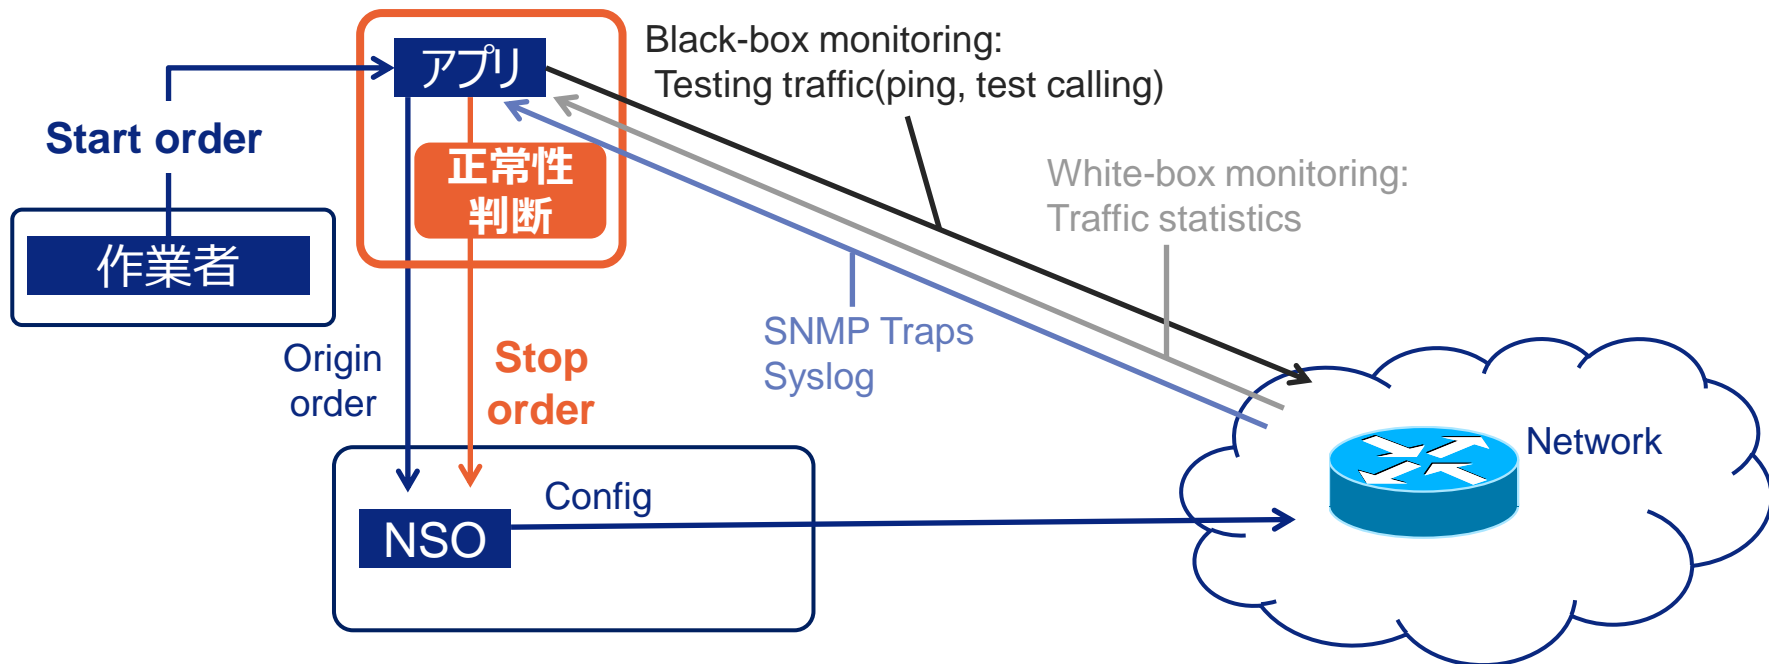 アプリ
Black-box monitoring:
Testing traffic(ping, test calling)
Start order
正常性
判断
White-box monitoring:
Traffic statistics
作業者
SNMP Traps
Syslog
Origin
order
Stop
order
Network
Config
NSO